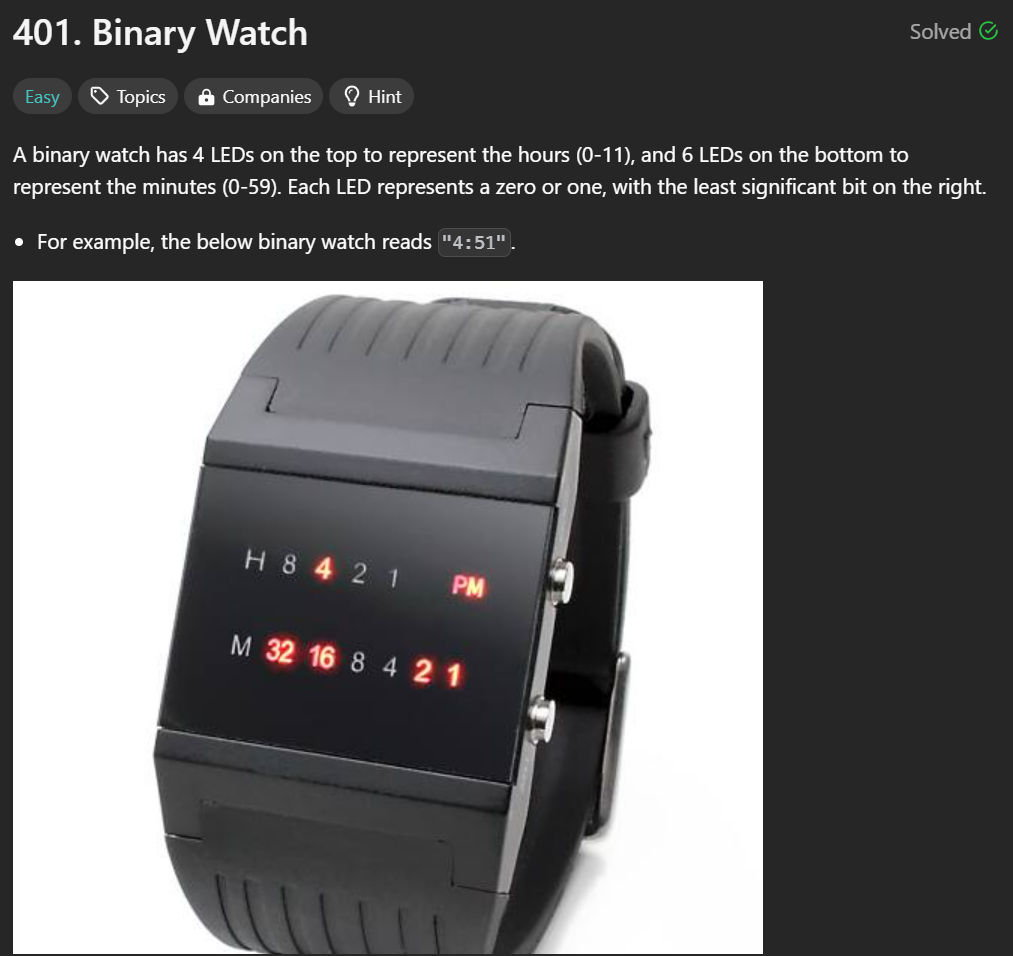 401. Binary Watch
Solved
Easy
Topics
Companies
Hint
A binary watch has 4 LEDs on the top to represent the hours (0-11), and 6 LEDs on the bottom to
represent the minutes (0-59). Each LED represents a zero or one, with the least significant bit on the right.
• For example, the below binary watch reads "4:51".
H 8 4 2 1 PM
M 32 16 8 4 2 1